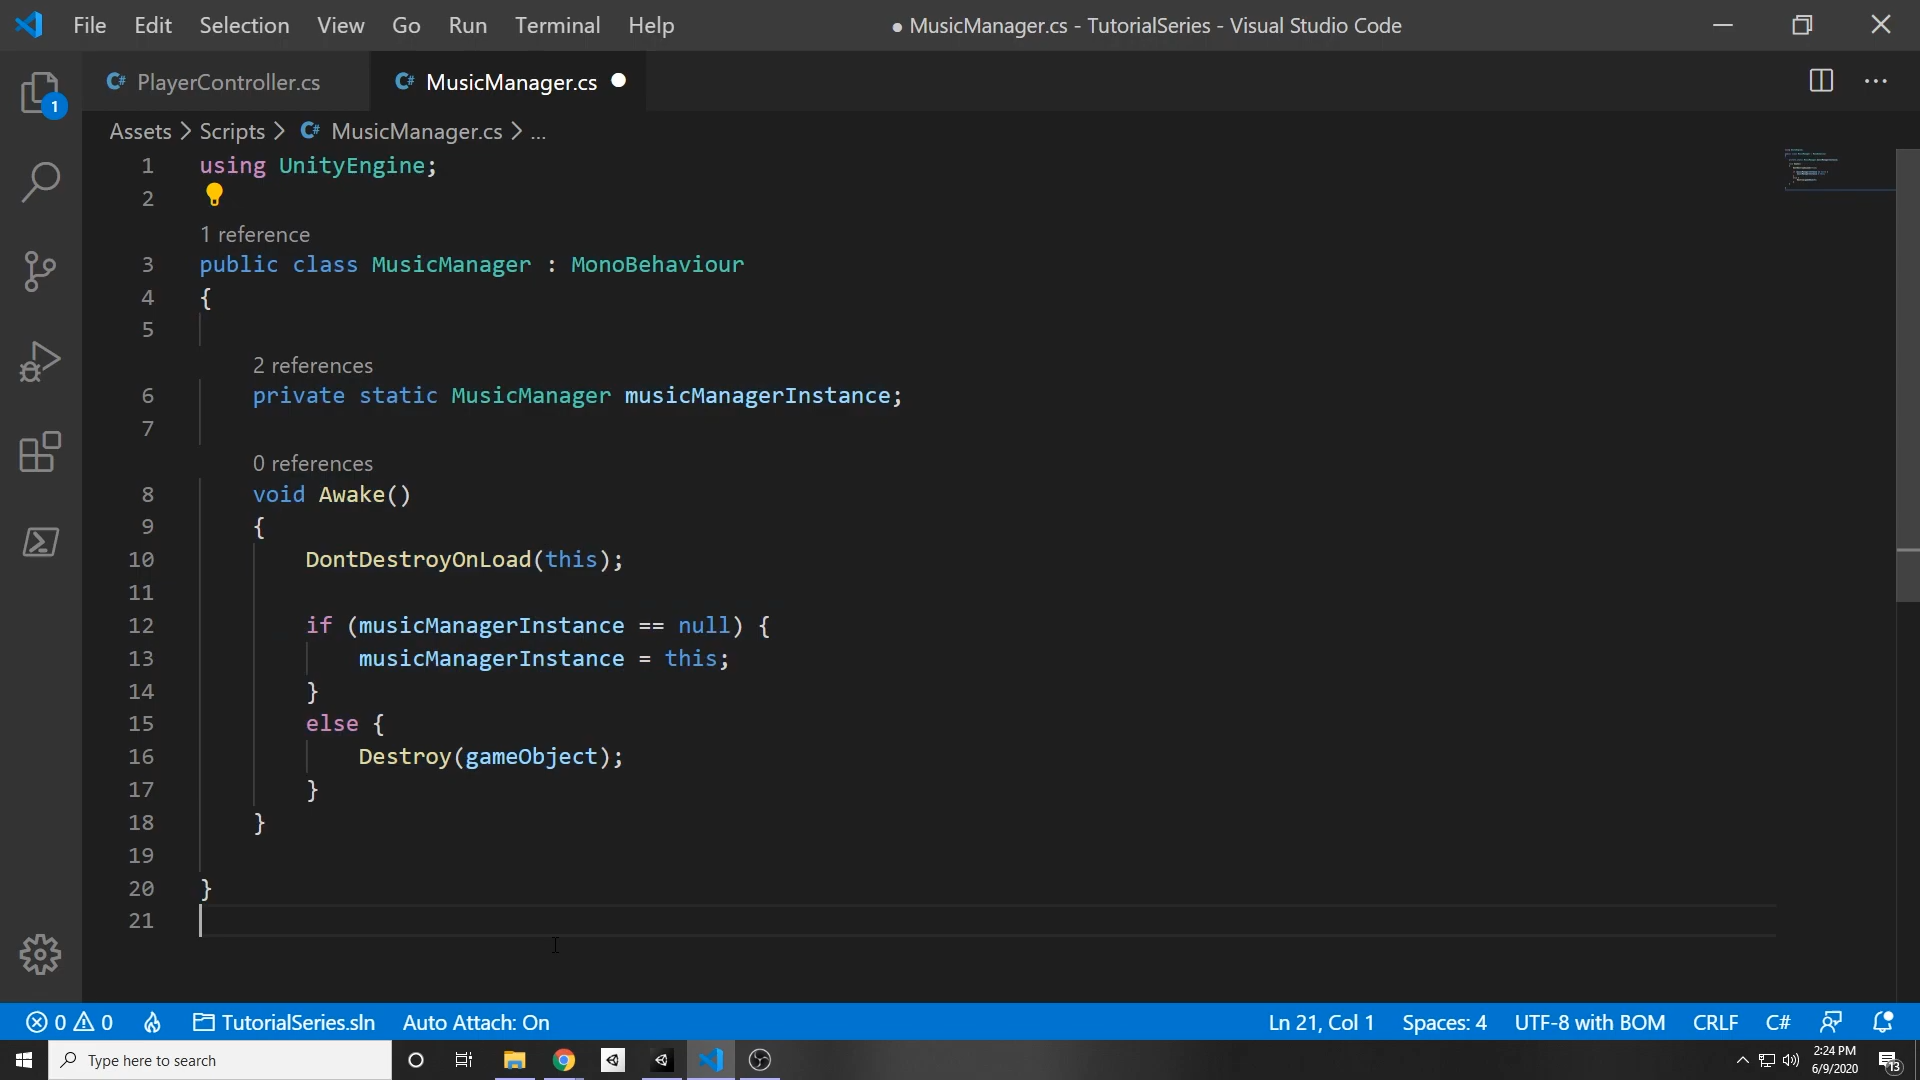 File Edit Selection View Go Run Terminal Help ● MusicManager.cs - TutorialSeries - Visual Studio Code
C# PlayerController.cs C# MusicManager.cs ●
1
Assets > Scripts > C# MusicManager.cs > ...
1 using UnityEngine;
2
1 reference
3 public class MusicManager : MonoBehaviour
4 {
5
2 references
6 private static MusicManager musicManagerInstance;
7
0 references
8 void Awake()
9 {
10 DontDestroyOnLoad(this);
11
12 if (musicManagerInstance == null) {
13 musicManagerInstance = this;
14 }
15 else {
16 Destroy(gameObject);
17 }
18 }
19
20 }
21
0 0 TutorialSeries.sln Auto Attach: On Ln 21, Col 1 Spaces: 4 UTF-8 with BOM CRLF C#
Type here to search
2:24 PM
6/9/2020
13